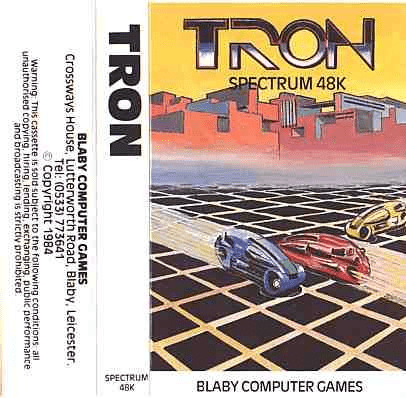 Warning: This cassette is sold subject to the following conditions: all
unauthorised copying, hiring, lending, exchanging, public performance
and broadcasting is strictly prohibited.
BLABY COMPUTER GAMES
Crossways House, Lutterworth Road, Blaby, Leicester.
Tel: (0533) 773641
© Copyright 1984
TRON
SPECTRUM
48K
TRON
SPECTRUM 48K
BLABY COMPUTER GAMES